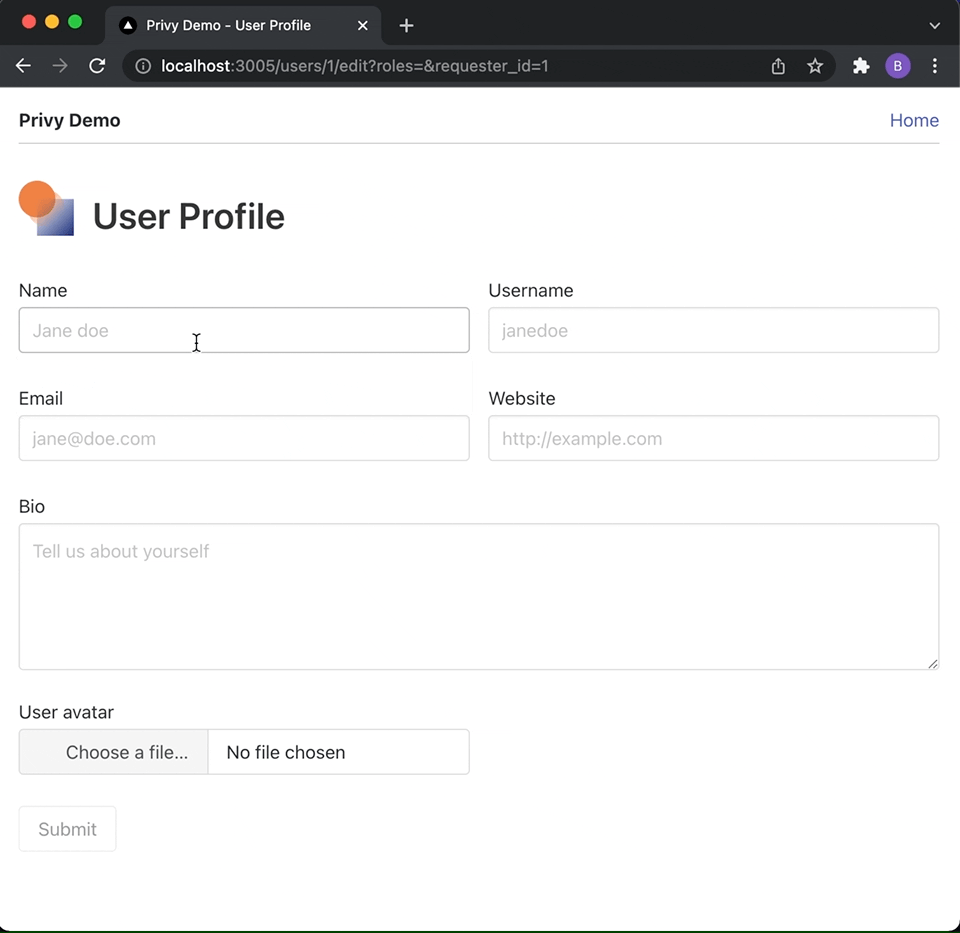 Privy Demo - User Profile
localhost:3005/users/1/edit?roles=&requester_id=1
B
Privy Demo
Home
User Profile
Name
Username
Jane doe
janedoe
Email
Website
jane@doe.com
http://example.com
Bio
Tell us about yourself
User avatar
Choose a file...
No file chosen
Submit